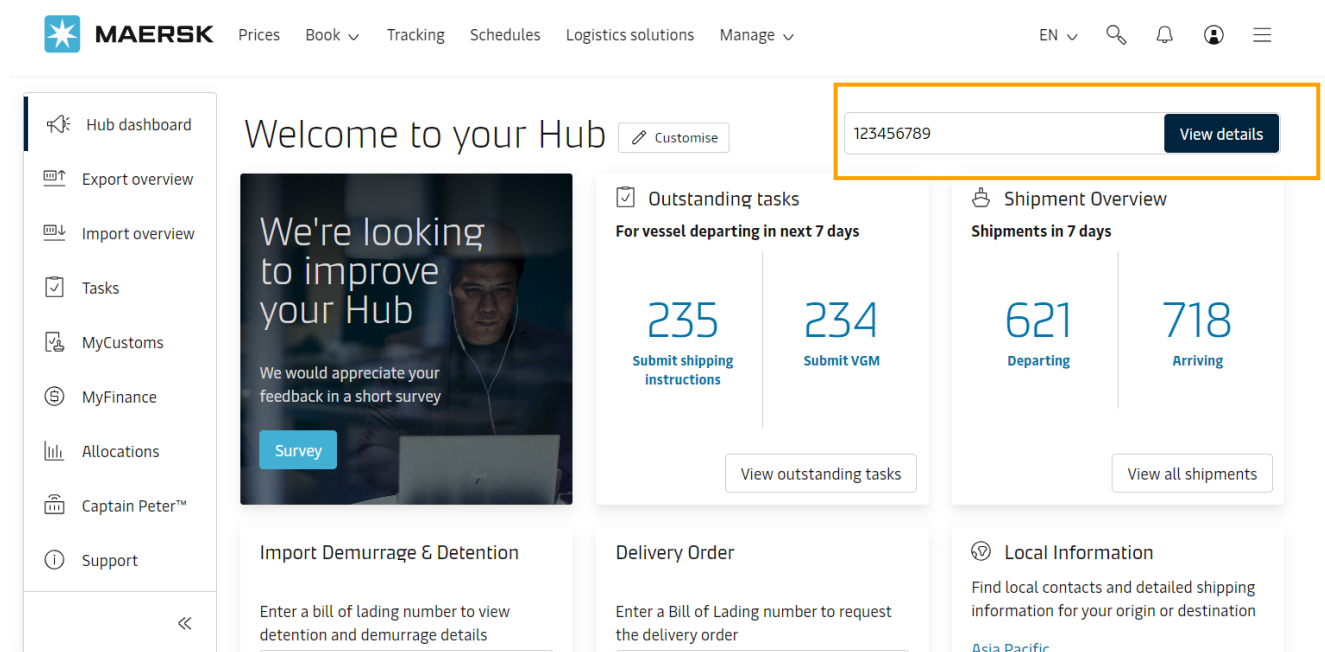 MAERSK
Prices
Book
Tracking
Schedules
Logistics solutions
Manage
EN
Hub dashboard
Export overview
Import overview
Tasks
MyCustoms
MyFinance
Allocations
Captain Peter™
Support
Welcome to your Hub
Customise
123456789
View details
We're looking
to improve
your Hub
We would appreciate your
feedback in a short survey
Survey
Outstanding tasks
For vessel departing in next 7 days
235
Submit shipping
instructions
234
Submit VGM
View outstanding tasks
Shipment Overview
Shipments in 7 days
621
Departing
718
Arriving
View all shipments
Import Demurrage & Detention
Enter a bill of lading number to view
detention and demurrage details
Delivery Order
Enter a Bill of Lading number to request
the delivery order
Local Information
Find local contacts and detailed shipping
information for your origin or destination
Asia Pacific